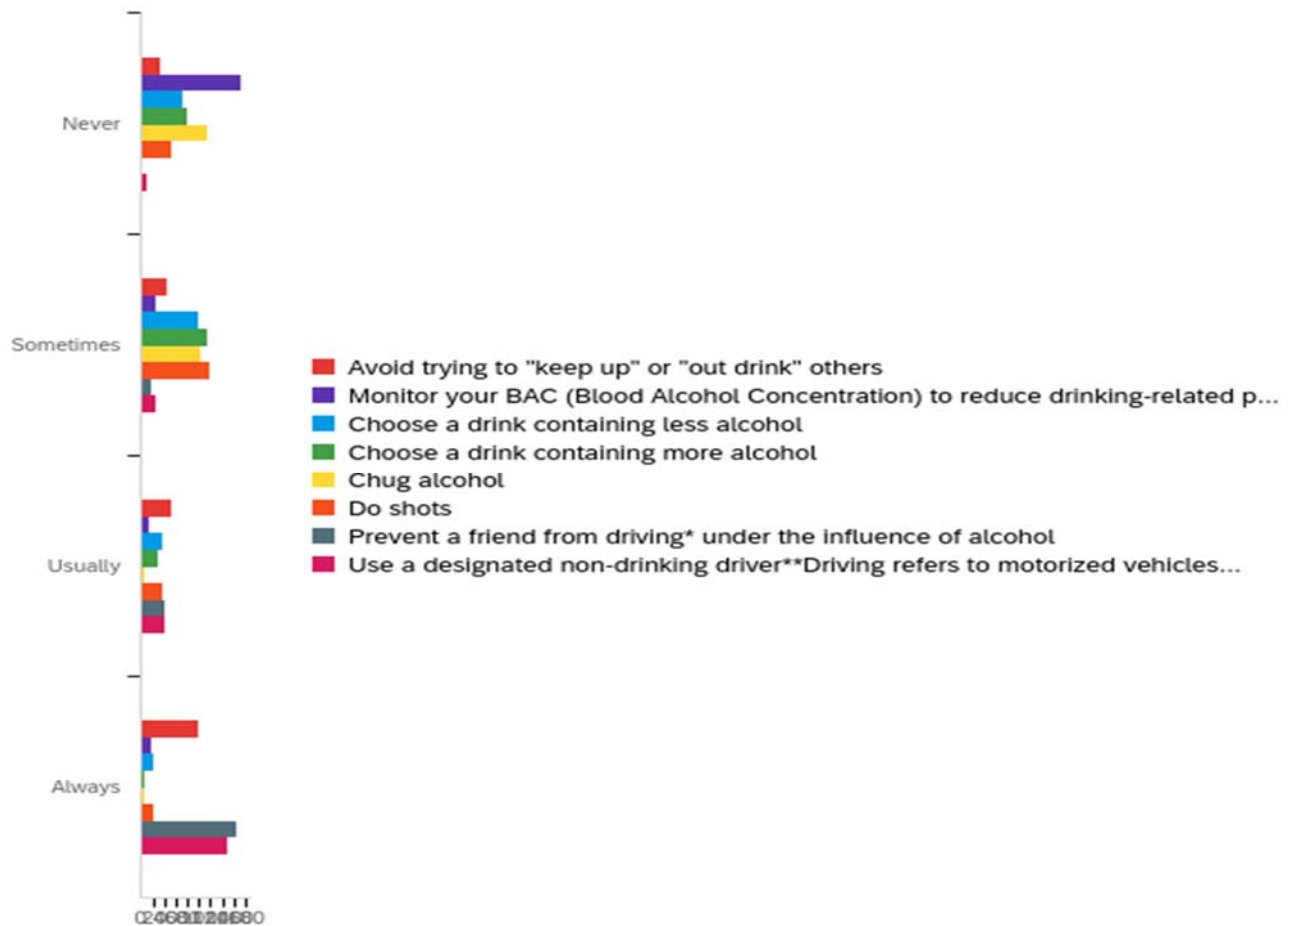 Never
Sometimes
Usually
Always
Avoid trying to "keep up" or "out drink" others
Monitor your BAC (Blood Alcohol Concentration) to reduce drinking-related p...
Choose a drink containing less alcohol
Choose a drink containing more alcohol
Chug alcohol
Do shots
Prevent a friend from driving* under the influence of alcohol
Use a designated non-drinking driver**Driving refers to motorized vehicles...